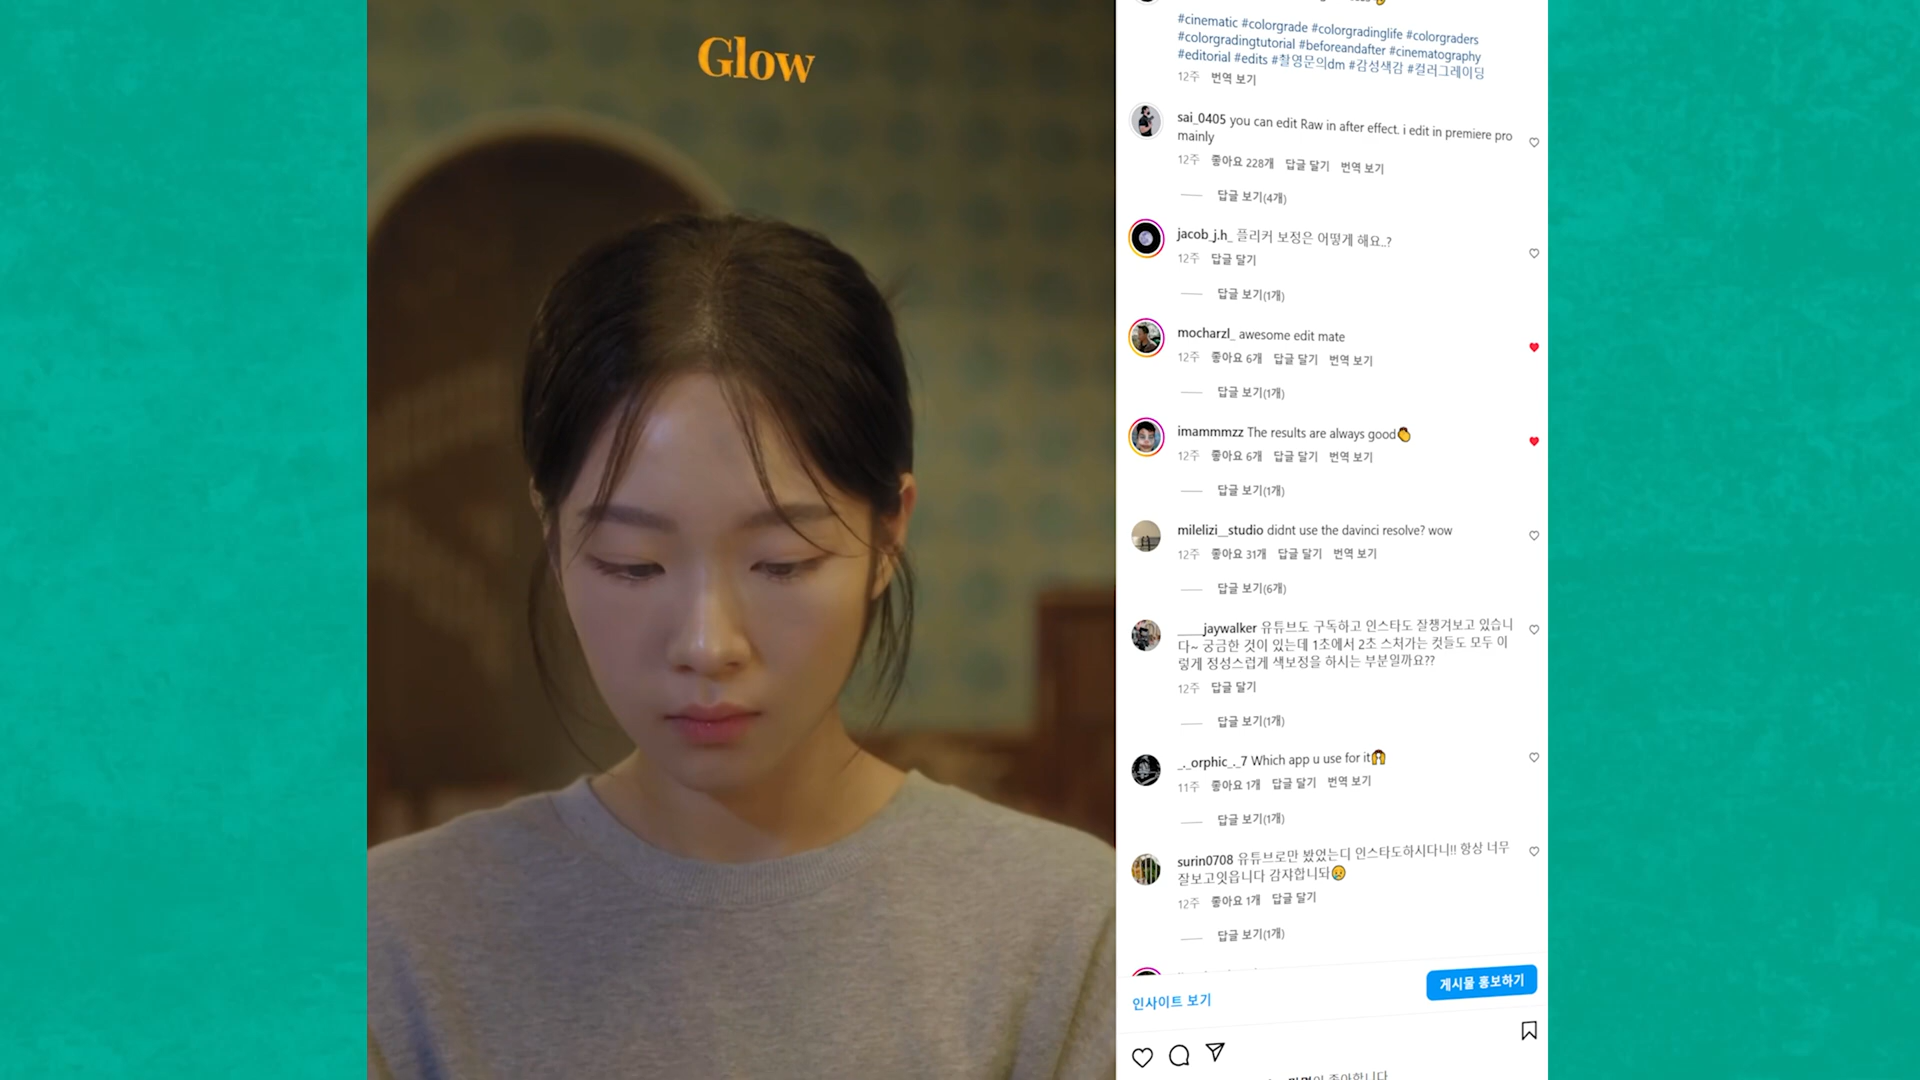 Glow
#cinematic #colorgrade #colorgradinglife #colorgraders
#colorgradingtutorial #beforeandafter #cinematography
#editorial #edits #촬영문의dm #감성색감 #컬러그레이딩
12주 번역 보기
sai_0405 you can edit Raw in after effect. i edit in premiere pro
mainly
12주 좋아요 228개 답글 달기 번역 보기
답글 보기(4개)
jacob_j.h_ 플리커 보정은 어떻게 해요..?
12주 답글 달기
답글 보기(1개)
mocharzl_ awesome edit mate
12주 좋아요 6개 답글 달기 번역 보기
답글 보기(1개)
imammmzz The results are always good👏
12주 좋아요 6개 답글 달기 번역 보기
답글 보기(1개)
milelizi__studio didnt use the davinci resolve? wow
12주 좋아요 31개 답글 달기 번역 보기
답글 보기(6개)
____jaywalker 유튜브도 구독하고 인스타도 잘챙겨보고 있습니
다~ 궁금한 것이 있는데 1초에서 2초 스처가는 컷들도 모두 이
렇게 정성스럽게 색보정을 하시는 부분일까요??
12주 답글 달기
답글 보기(1개)
_._orphic_._7 Which app u use for it🙌
11주 좋아요 1개 답글 달기 번역 보기
답글 보기(1개)
surin0708 유튜브로만 봤었는디 인스타도하시다니!! 항상 너무
잘보고잇읍니다 감쟈합니돠😥
12주 좋아요 1개 답글 달기
답글 보기(1개)
인사이트 보기
게시물 홍보하기